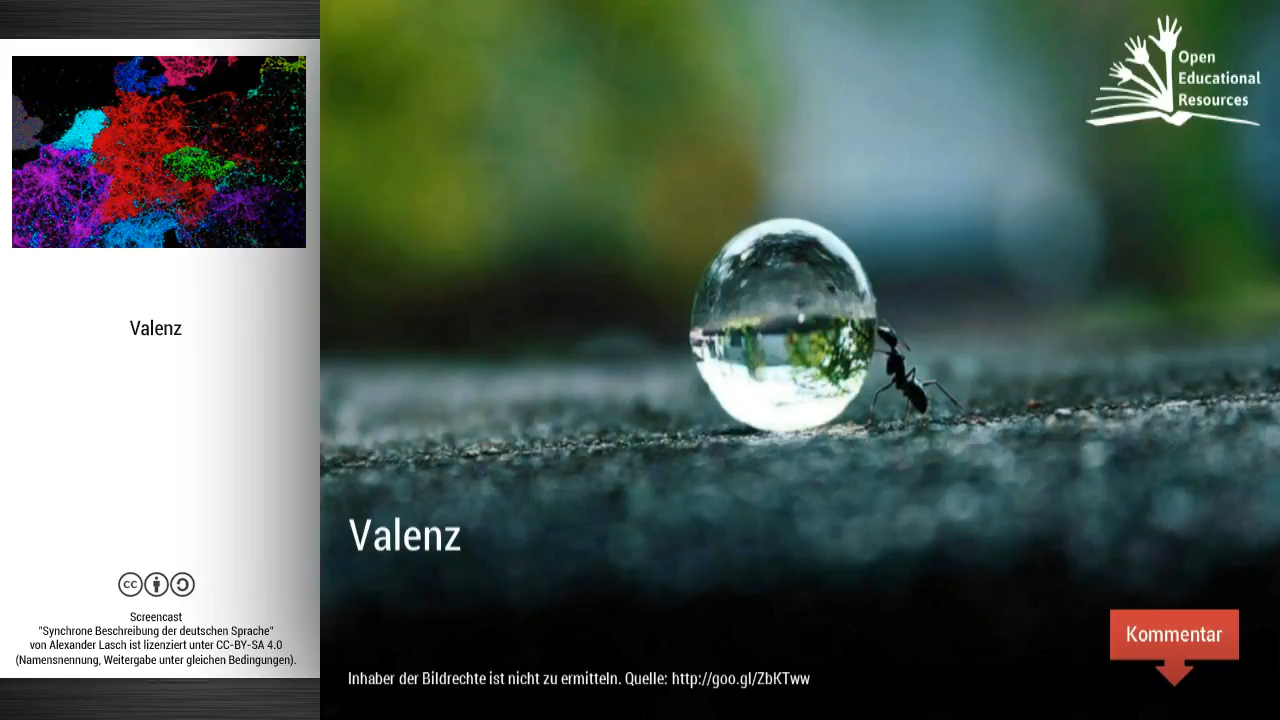 Valenz
CC
Screencast
"Synchrone Beschreibung der deutschen Sprache"
von Alexander Lasch ist lizenziert unter CC-BY-SA 4.0
(Namensnennung, Weitergabe unter gleichen Bedingungen).
Open
Educational
Resources
Valenz
Kommentar
Inhaber der Bildrechte ist nicht zu ermitteln. Quelle: http://goo.gl/ZbKTww